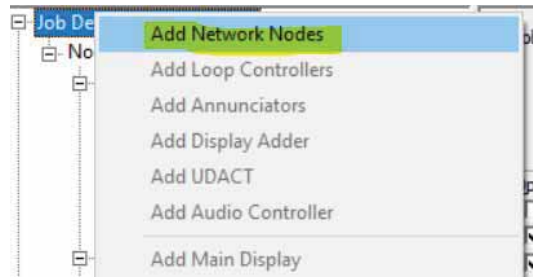 Job De
Add Network Nodes
No
Add Loop Controllers
Add Annunciators
Add Display Adder
Add UDACT
Add Audio Controller
Add Main Display